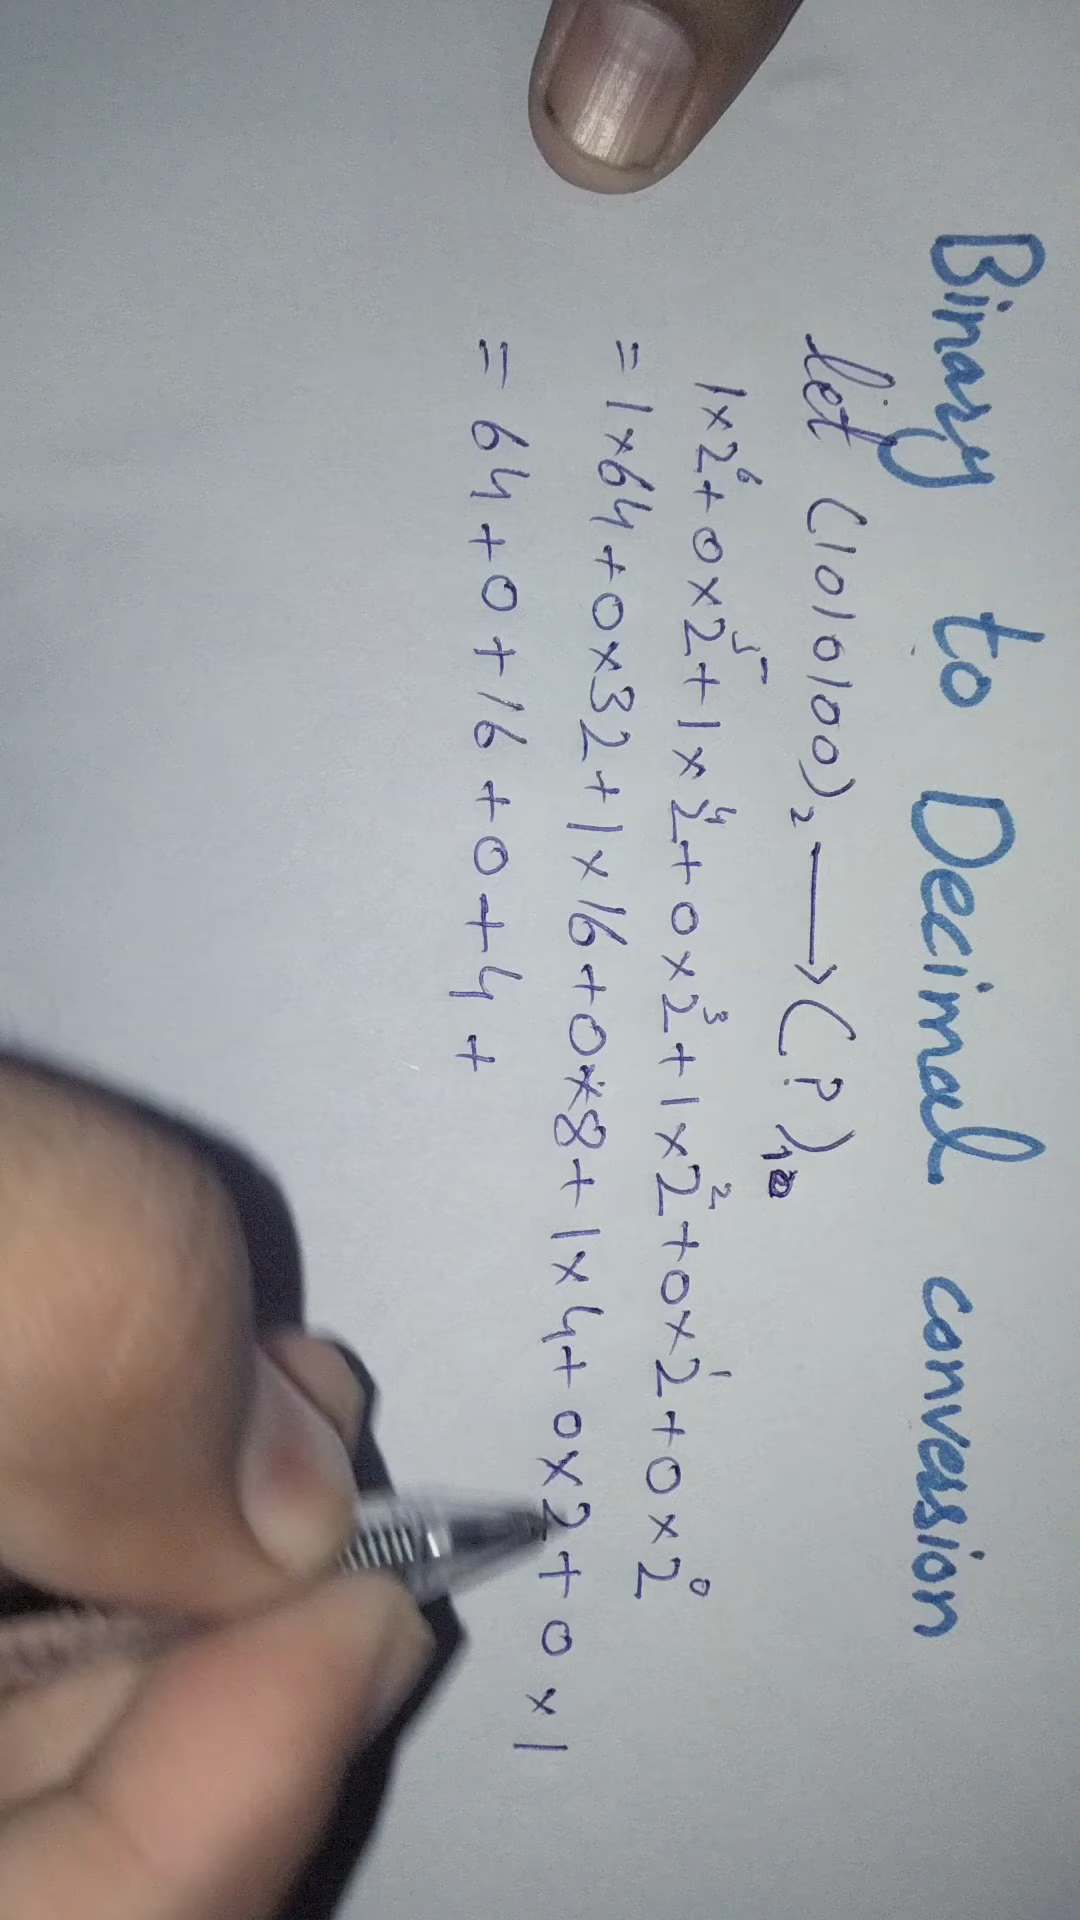 Binary to Decimal conversion
let (1010100)₂ ⟶ (?)₁₀
1×2⁶+0×2⁵+1×2⁴+0×2³+1×2²+0×2¹+0×2⁰
=1×64+0×32+1×16+0×8+1×4+0×2+0×1
=64+0+16+0+4+